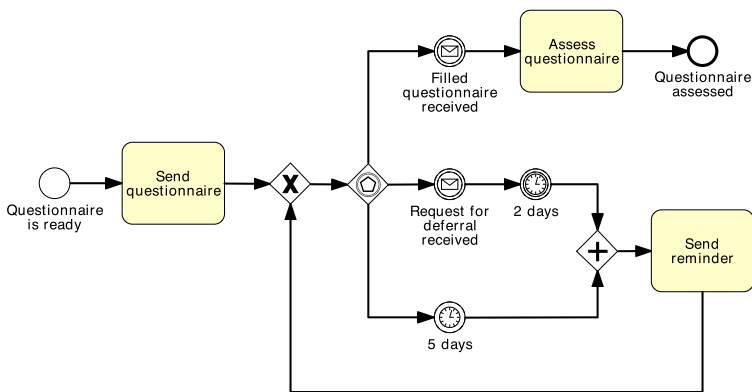 Assess
questionnaire
Filled
questionnaire
received
Questionnaire
assessed
Send
questionnaire
Questionnaire
is ready
Request for
deferral
received
2 days
Send
reminder
5 days